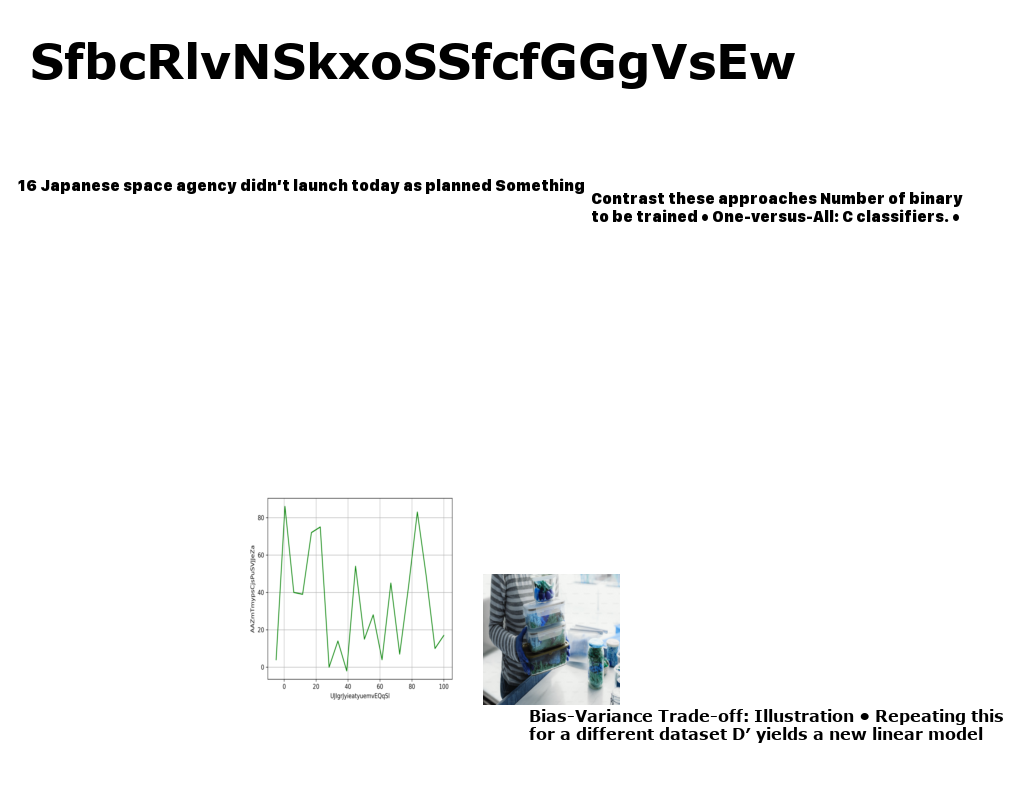 SfbcRlvNSkxoSSfcfGGgVsEw
16 Japanese space agency didn't launch today as planned Something
Contrast these approaches Number of binary
to be trained • One-versus-All: C classifiers. •
80
60
40
20
0
0 20 40 60 80 100
Bias-Variance Trade-off: Illustration • Repeating this
for a different dataset D′ yields a new linear model